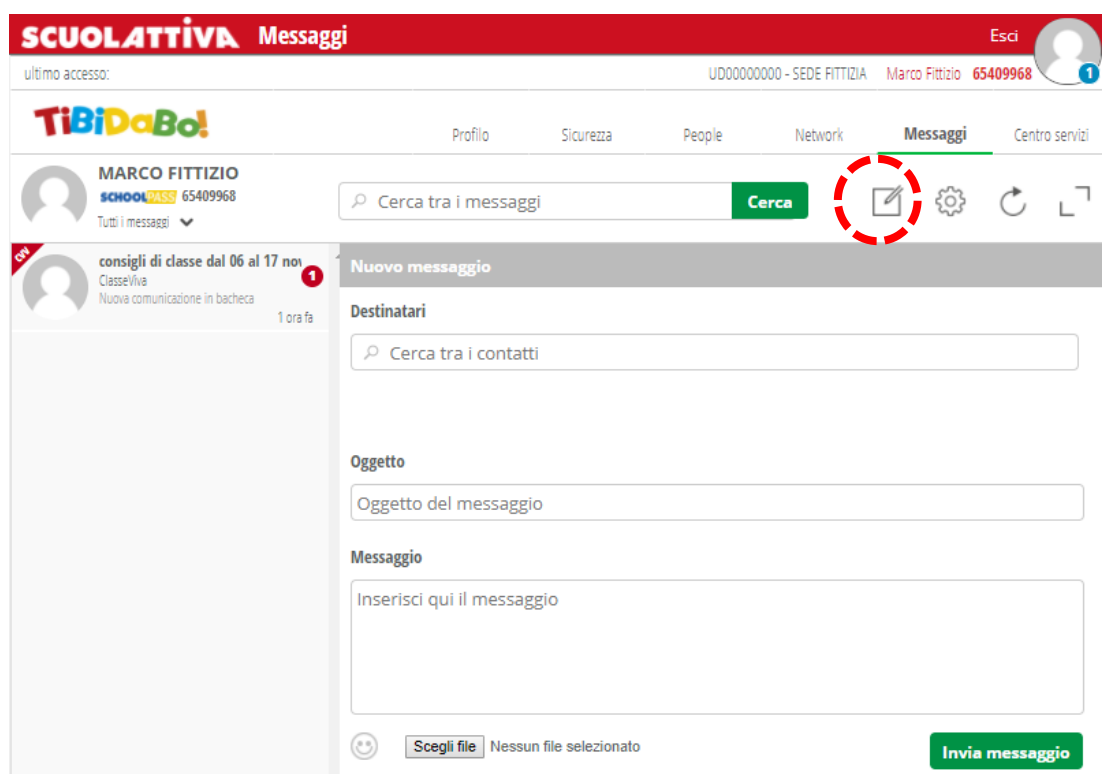 SCUOLATTIVA Messaggi Esci
ultimo accesso: UD00000000 - SEDE FITTIZIA Marco Fittizio 65409968 1
TiBiDaBo! Profilo Sicurezza People Network Messaggi Centro servizi
MARCO FITTIZIO
SCHOOLPASS 65409968
Tutti i messaggi
Cerca tra i messaggi Cerca
CVV
consigli di classe dal 06 al 17 nov
ClasseViva 1
Nuova comunicazione in bacheca
1 ora fa
Nuovo messaggio
Destinatari
Cerca tra i contatti
Oggetto
Oggetto del messaggio
Messaggio
Inserisci qui il messaggio
Scegli file Nessun file selezionato
Invia messaggio